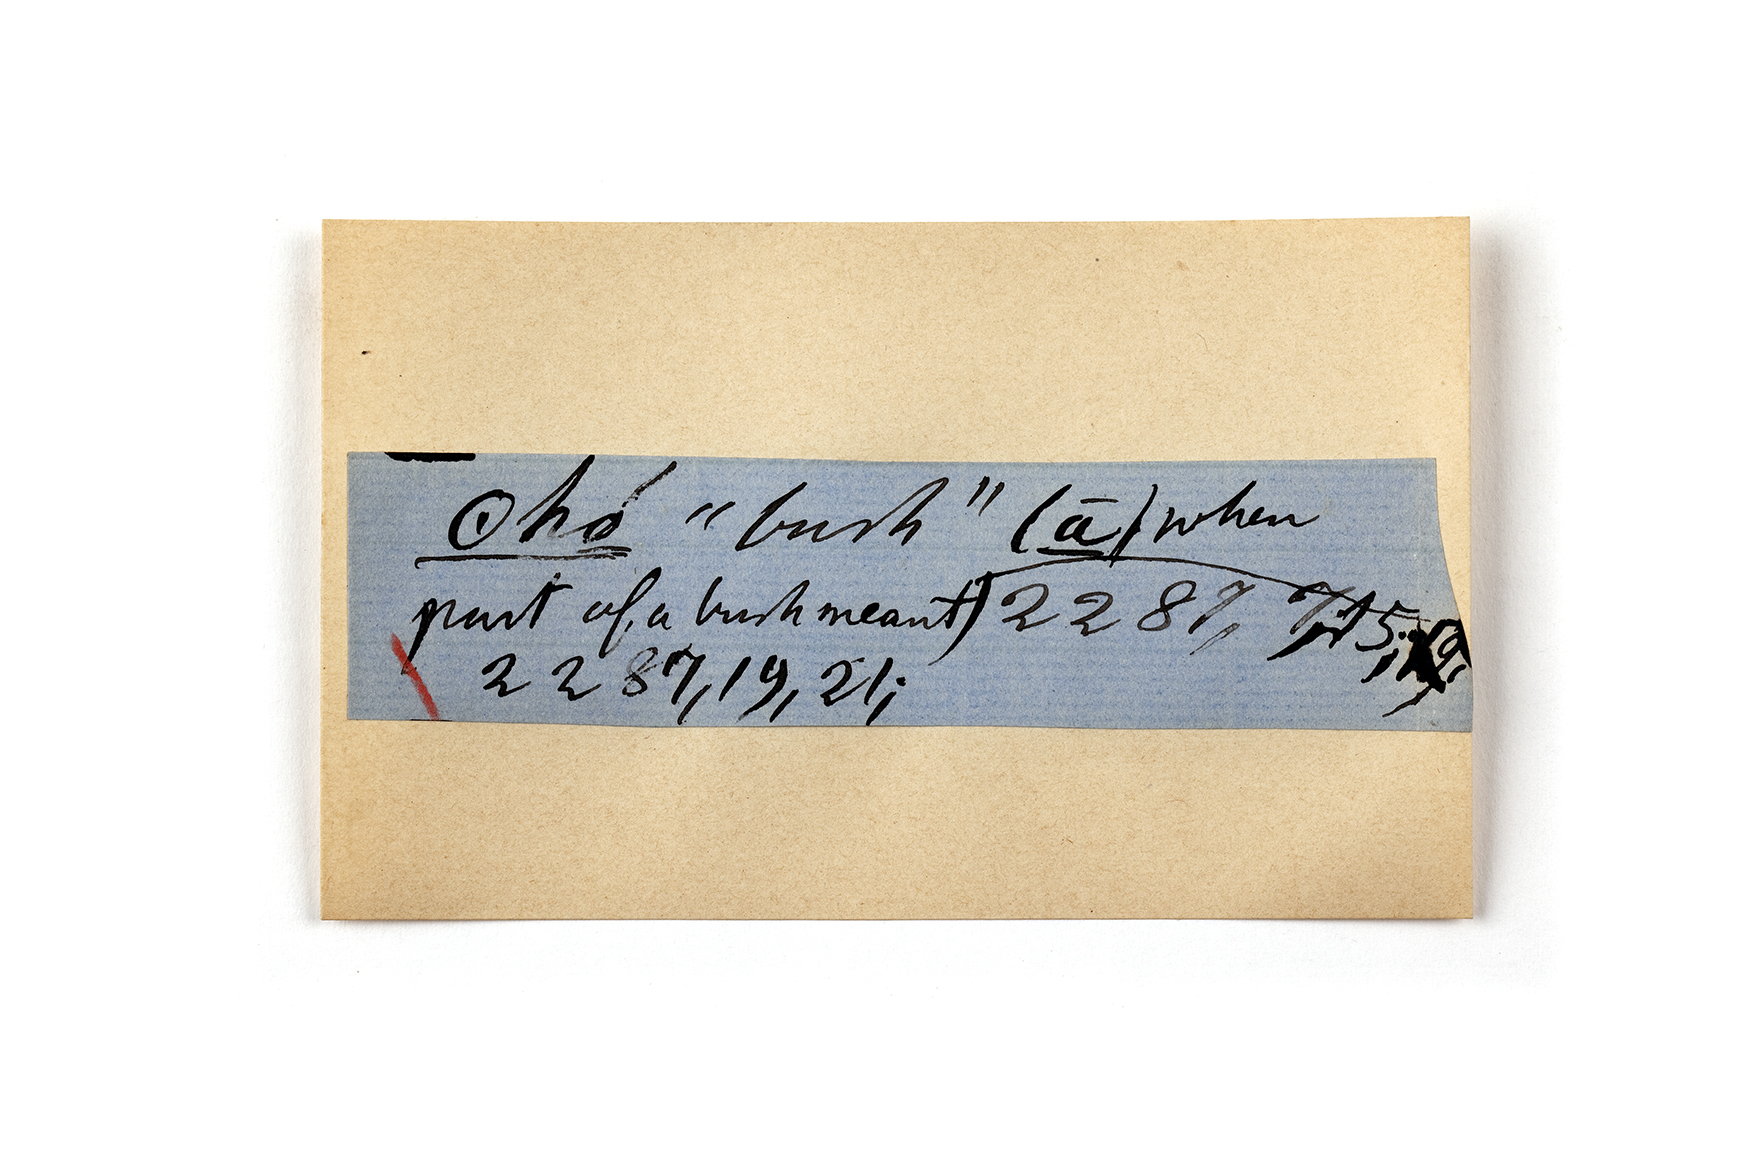 Ohó “bush” (ā) when
part of a bush meant) 2287,
2287, 19, 21;